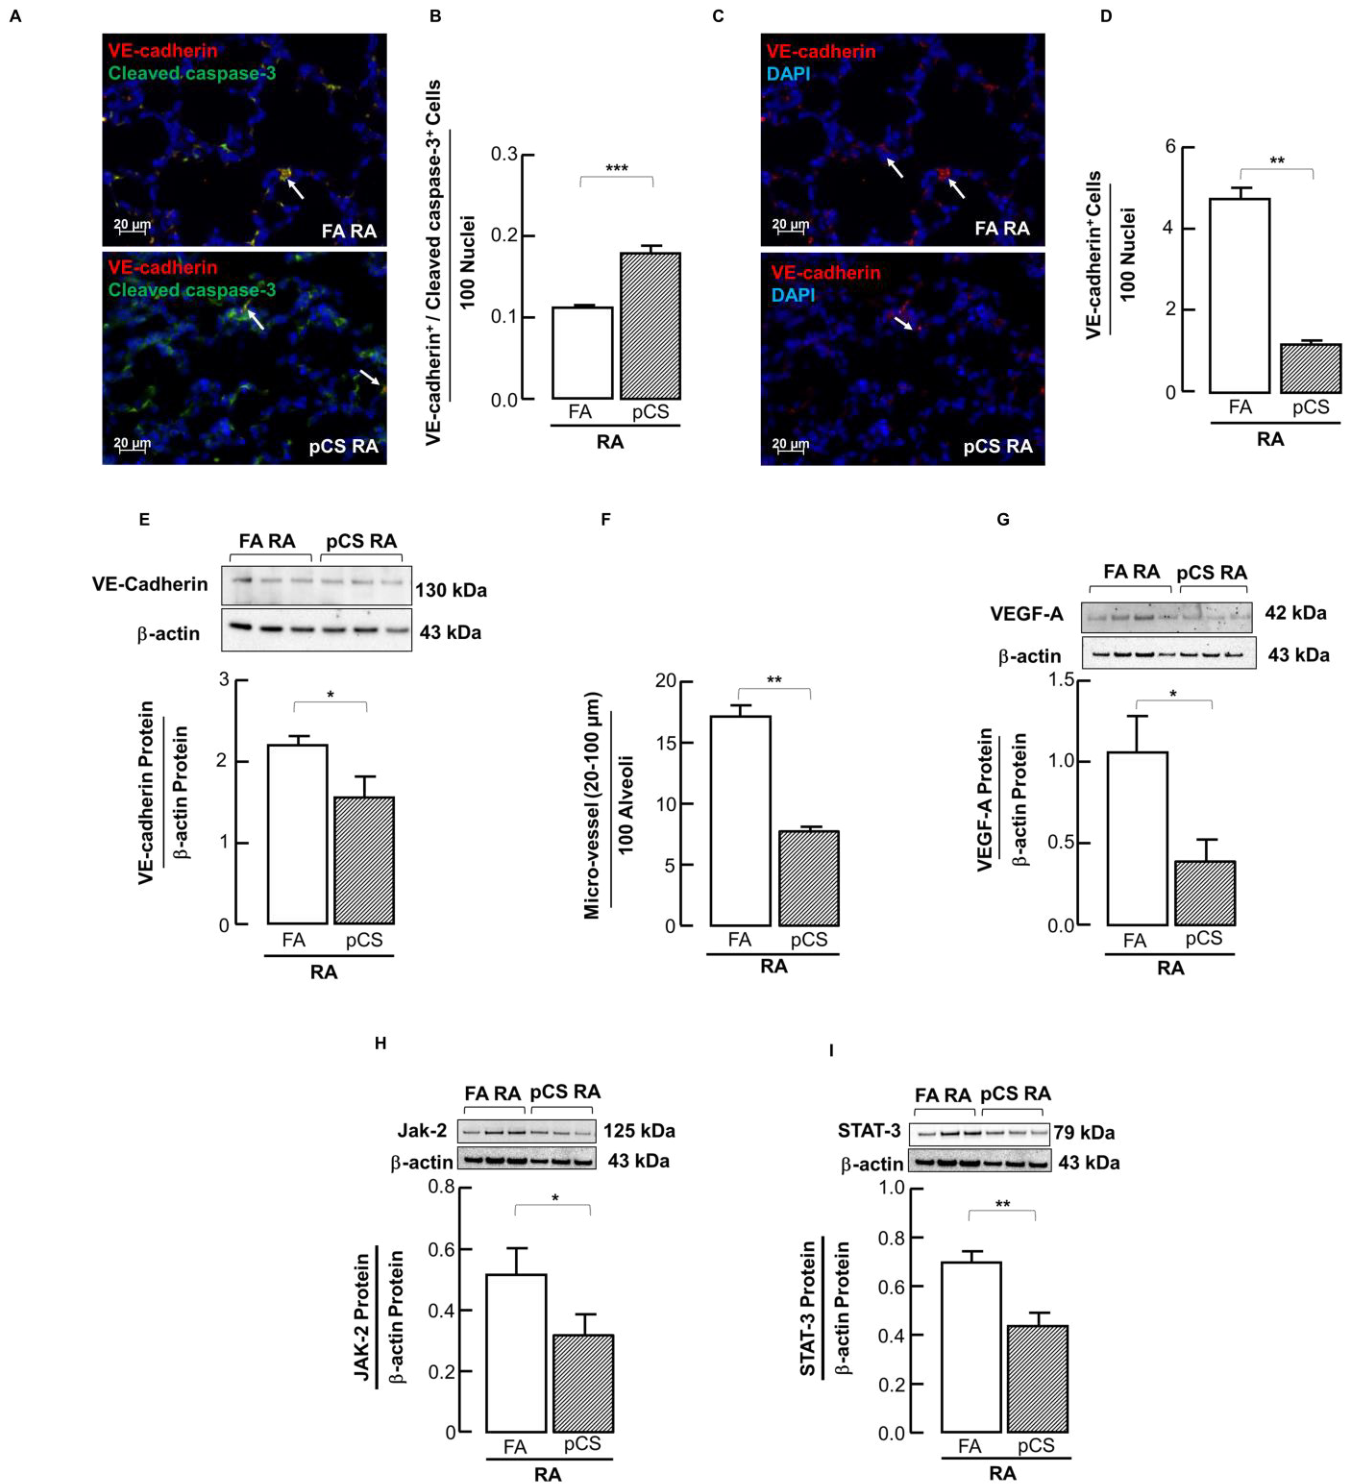 A
VE-cadherin
Cleaved caspase-3
20 µm
FA RA
VE-cadherin
Cleaved caspase-3
20 µm
pCS RA
B
VE-cadherin⁺ / Cleaved caspase-3⁺ Cells
100 Nuclei
0.3
0.2
0.1
0.0
***
FA pCS
RA
C
VE-cadherin
DAPI
20 µm
FA RA
VE-cadherin
DAPI
20 µm
pCS RA
D
VE-cadherin⁺ Cells
100 Nuclei
6
4
2
0
**
FA pCS
RA
E
FA RA pCS RA
VE-Cadherin 130 kDa
β-actin 43 kDa
VE-cadherin Protein
β-actin Protein
3
2
1
0
*
FA pCS
RA
F
Micro-vessel (20-100 µm)
100 Alveoli
20
15
10
5
0
**
FA pCS
RA
G
FA RA pCS RA
VEGF-A 42 kDa
β-actin 43 kDa
VEGF-A Protein
β-actin Protein
1.5
1.0
0.5
0.0
*
FA pCS
RA
H
FA RA pCS RA
Jak-2 125 kDa
β-actin 43 kDa
JAK-2 Protein
β-actin Protein
0.8
0.6
0.4
0.2
0
*
FA pCS
RA
I
FA RA pCS RA
STAT-3 79 kDa
β-actin 43 kDa
STAT-3 Protein
β-actin Protein
1.0
0.8
0.6
0.4
0.2
0.0
**
FA pCS
RA